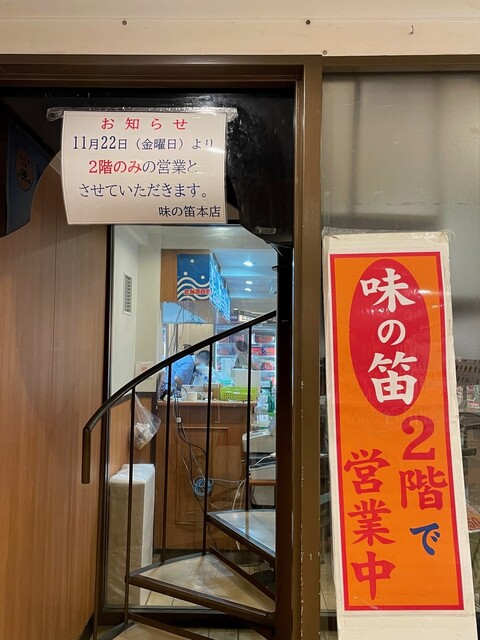 お知らせ
11月22日（金曜日）より
2階のみの営業と
させていただきます。
味の笛本店
味の笛
2階で
営業中